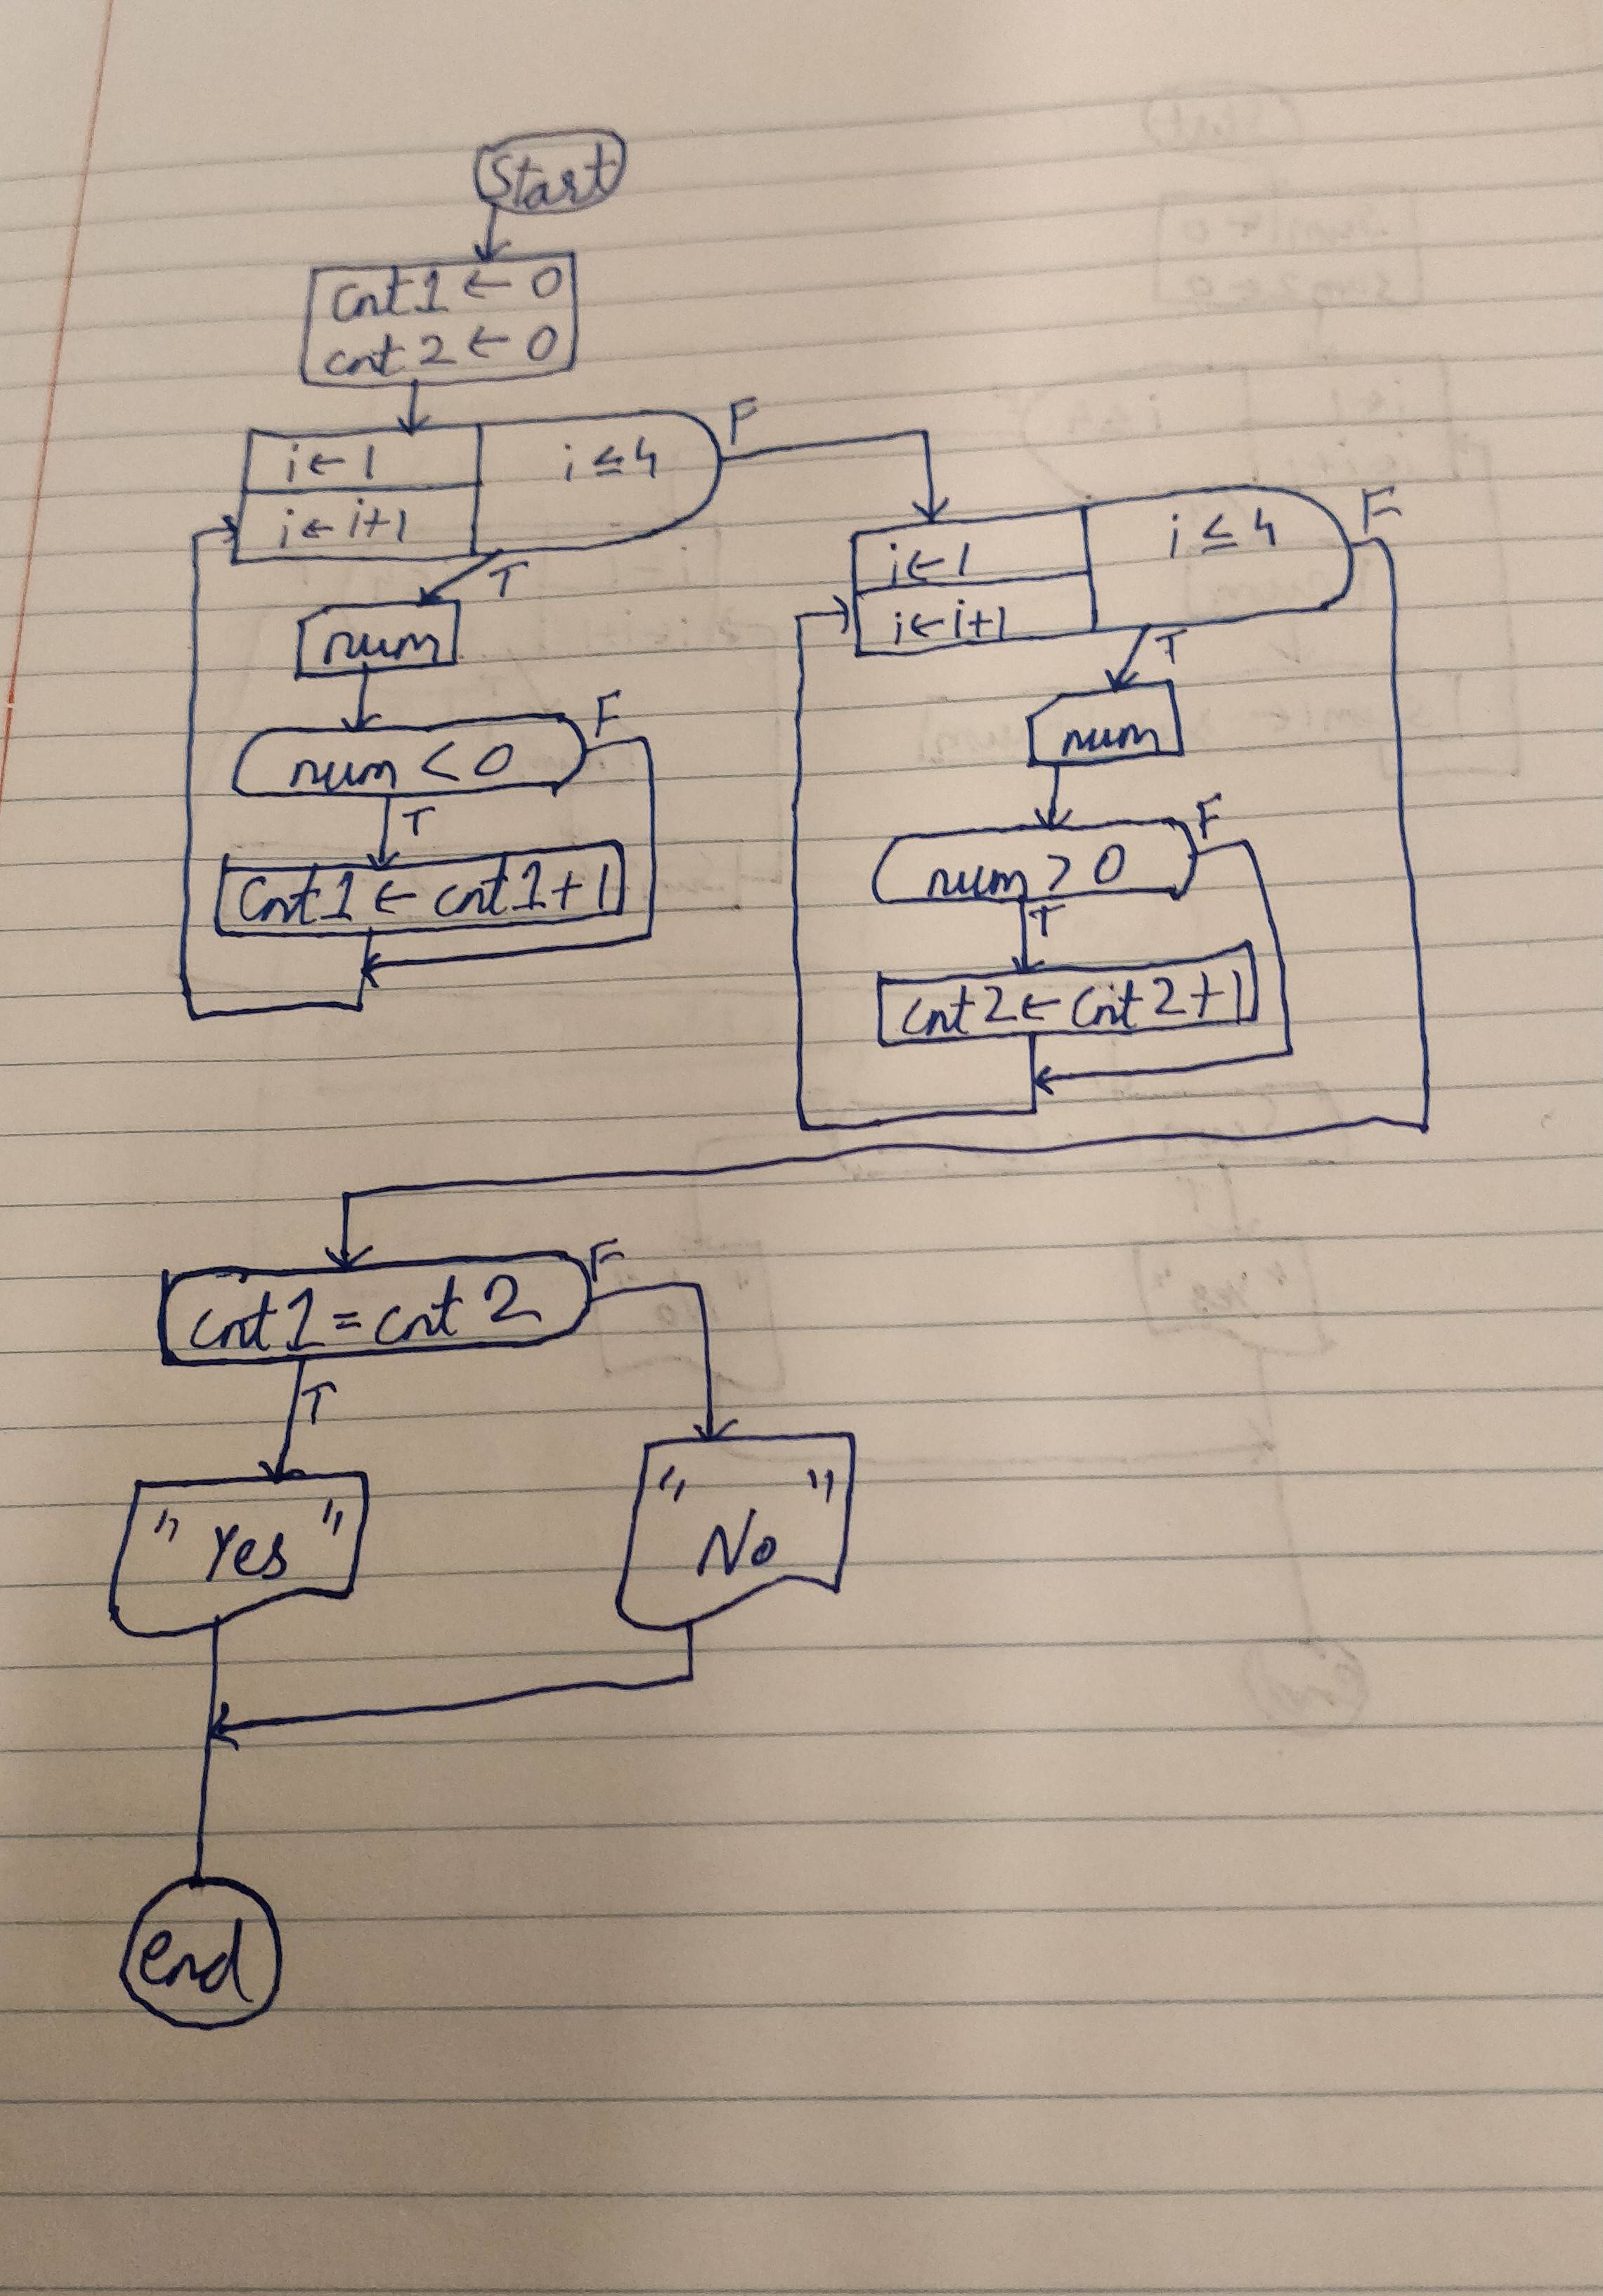 Start
cnt1 ← 0
cnt2 ← 0
i ← 1
i ≤ 4
F
i ← i+1
T
num
num < 0
F
T
cnt1 ← cnt1+1
i ← 1
i ≤ 4
F
i ← i+1
T
num
num > 0
F
T
cnt2 ← cnt2+1
cnt1 = cnt2
F
T
"Yes"
"No"
end